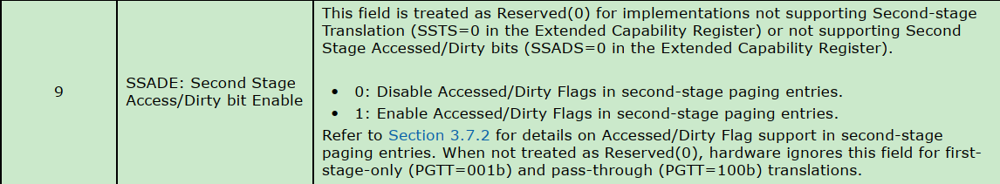 This field is treated as Reserved(0) for implementations not supporting Second-stage
Translation (SSTS=0 in the Extended Capability Register) or not supporting Second
Stage Accessed/Dirty bits (SSADS=0 in the Extended Capability Register).
9
SSADE: Second Stage
Access/Dirty bit Enable
• 0: Disable Accessed/Dirty Flags in second-stage paging entries.
• 1: Enable Accessed/Dirty Flags in second-stage paging entries.
Refer to Section 3.7.2 for details on Accessed/Dirty Flag support in second-stage
paging entries. When not treated as Reserved(0), hardware ignores this field for first-
stage-only (PGTT=001b) and pass-through (PGTT=100b) translations.